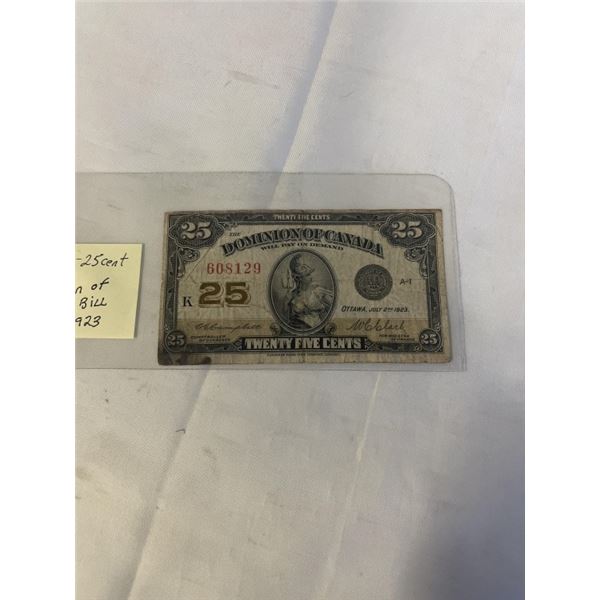 -25cent
n of
Bill
923
TWENTY FIVE CENTS
25 25
THE
DOMINION OF CANADA
WILL PAY ON DEMAND
608129
A-1
K 25
OTTAWA, JULY 2ND 1923.
25 TWENTY FIVE CENTS 25